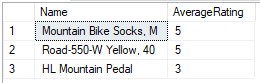 Name AverageRating
1 Mountain Bike Socks, M 5
2 Road-550-W Yellow, 40 5
3 HL Mountain Pedal 3